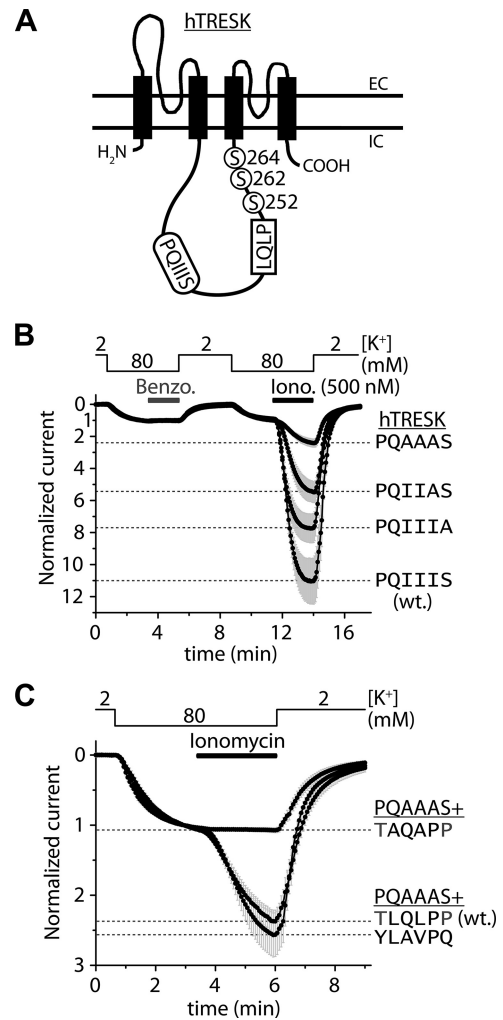 A
hTRESK
EC
IC
H2N
COOH
S 264
S 262
S 252
PQIIIS
LQLP
B
2 80 2 80 2 [K+]
(mM)
Benzo. Iono. (500 nM)
Normalized current
0
1
2
4
6
8
10
12
hTRESK
PQAAAS
PQIIAS
PQIIIA
PQIIIS
(wt.)
0 4 8 12 16
time (min)
C
2 80 2 [K+]
(mM)
Ionomycin
Normalized current
0
1
2
3
PQAAAS+
TAQAPP
PQAAAS+
TLQLPP (wt.)
YLAVPQ
0 2 4 6 8
time (min)